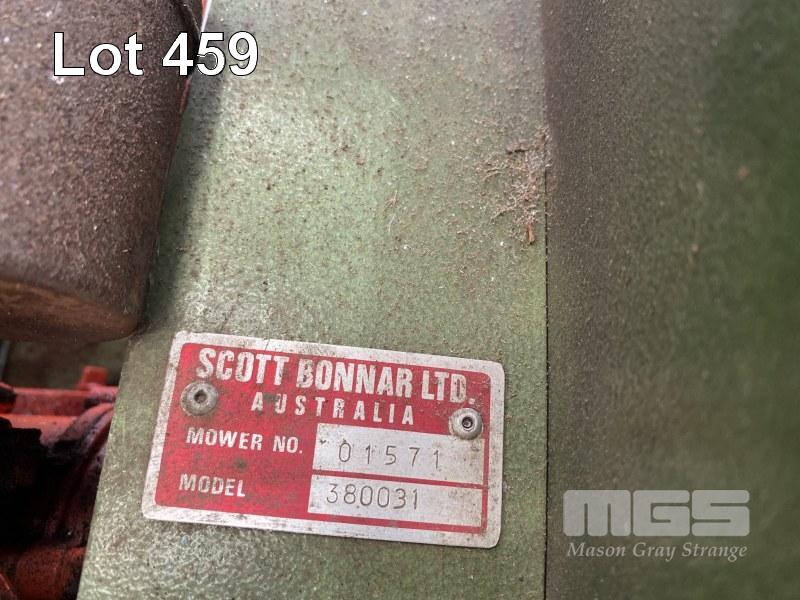 Lot 459
SCOTT BONNAR LTD.
AUSTRALIA
MOWER NO. 01571
MODEL 380031
MGS
Mason Gray Strange